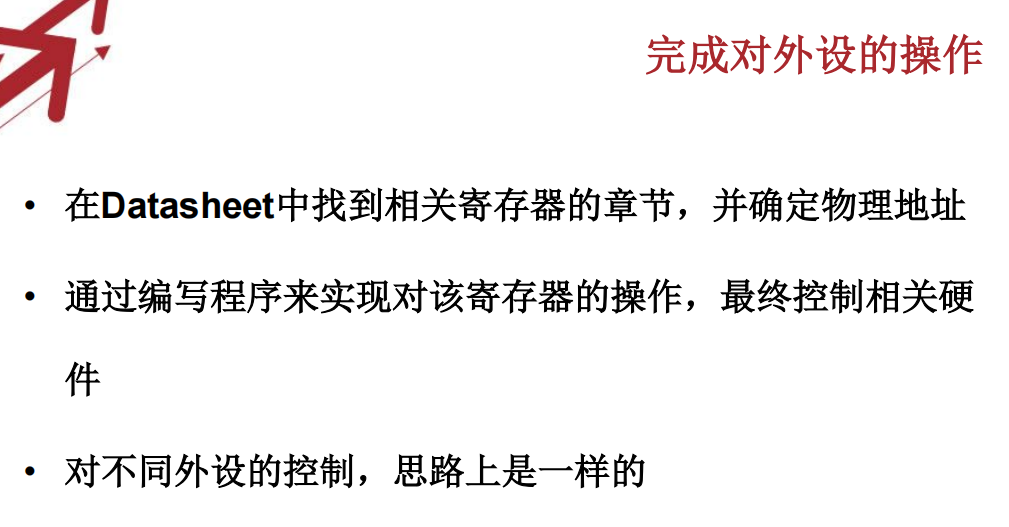 完成对外设的操作
• 在Datasheet中找到相关寄存器的章节，并确定物理地址
• 通过编写程序来实现对该寄存器的操作，最终控制相关硬
件
• 对不同外设的控制，思路上是一样的